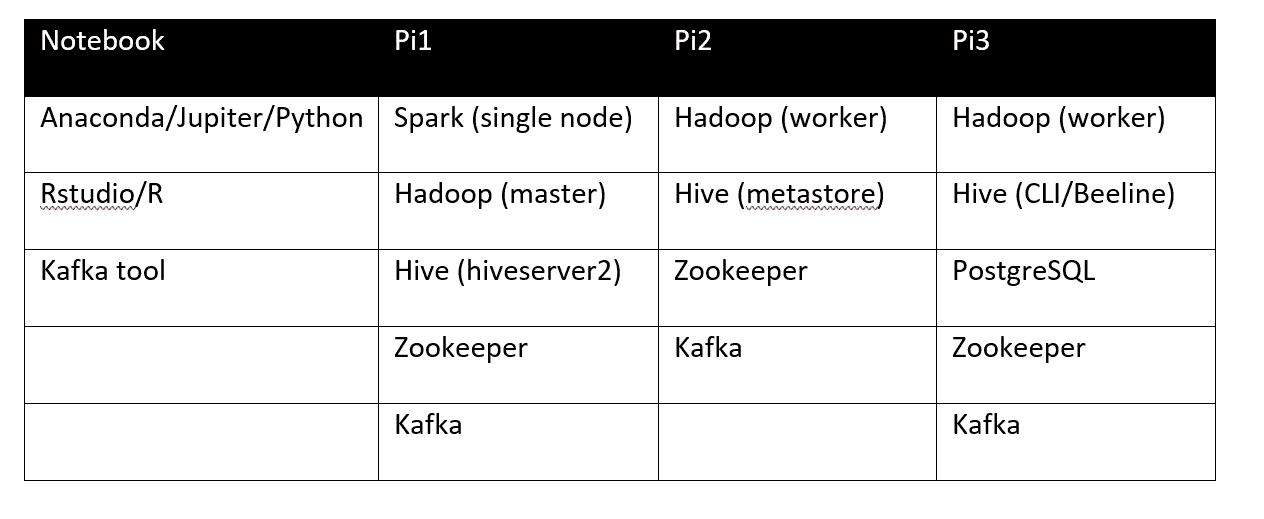 Notebook Pi1 Pi2 Pi3
Anaconda/Jupiter/Python Spark (single node) Hadoop (worker) Hadoop (worker)
Rstudio/R Hadoop (master) Hive (metastore) Hive (CLI/Beeline)
Kafka tool Hive (hiveserver2) Zookeeper PostgreSQL
Zookeeper Kafka Zookeeper
Kafka Kafka